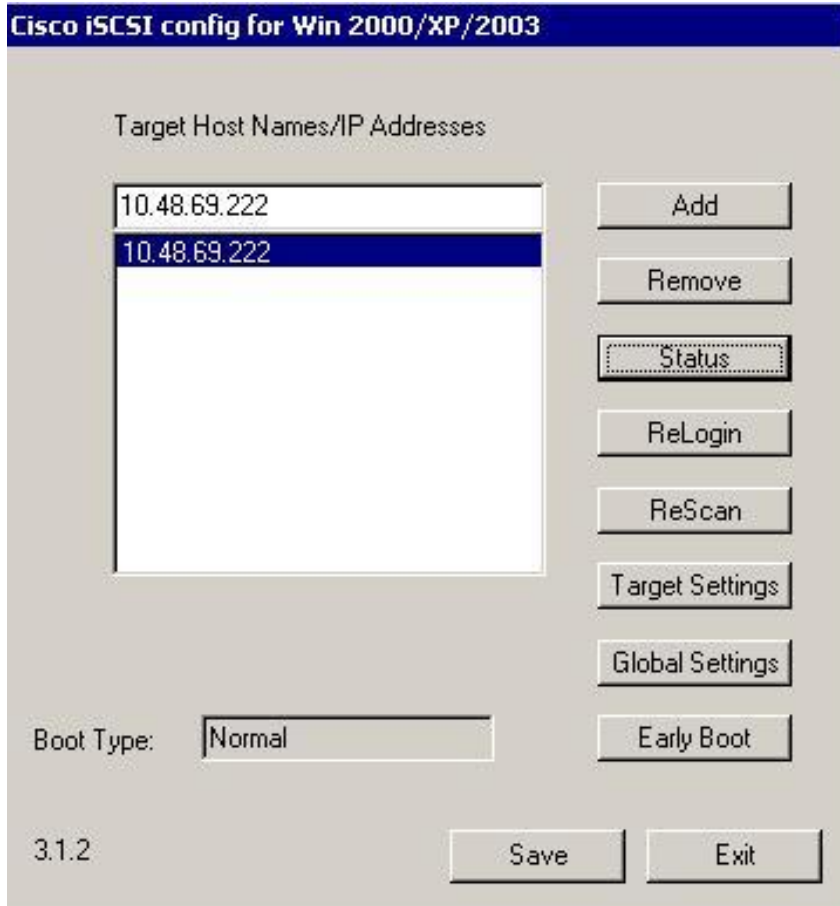 Cisco iSCSI config for Win 2000/XP/2003
Target Host Names/IP Addresses
10.48.69.222
10.48.69.222
Add
Remove
Status
ReLogin
ReScan
Target Settings
Global Settings
Boot Type:
Normal
Early Boot
3.1.2
Save
Exit